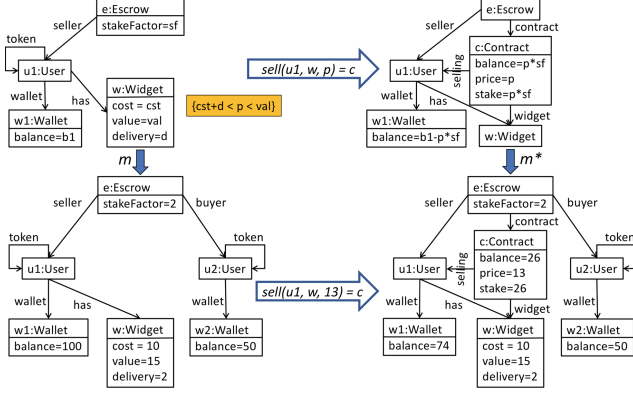 e:Escrow
stakeFactor=sf
seller
token
u1:User
wallet
has
w:Widget
cost = cst
value=val
delivery=d
w1:Wallet
balance=b1
{cst+d < p < val}
sell(u1, w, p) = c
e:Escrow
seller
contract
c:Contract
balance=p*sf
price=p
stake=p*sf
selling
u1:User
wallet
has
widget
w1:Wallet
balance=b1-p*sf
w:Widget
m
m*
e:Escrow
stakeFactor=2
seller
buyer
token
token
u1:User
u2:User
wallet
has
wallet
w1:Wallet
balance=100
w:Widget
cost = 10
value=15
delivery=2
w2:Wallet
balance=50
sell(u1, w, 13) = c
e:Escrow
stakeFactor=2
seller
buyer
contract
c:Contract
balance=26
price=13
stake=26
token
selling
u1:User
u2:User
wallet
has
widget
wallet
w1:Wallet
balance=74
w:Widget
cost = 10
value=15
delivery=2
w2:Wallet
balance=50